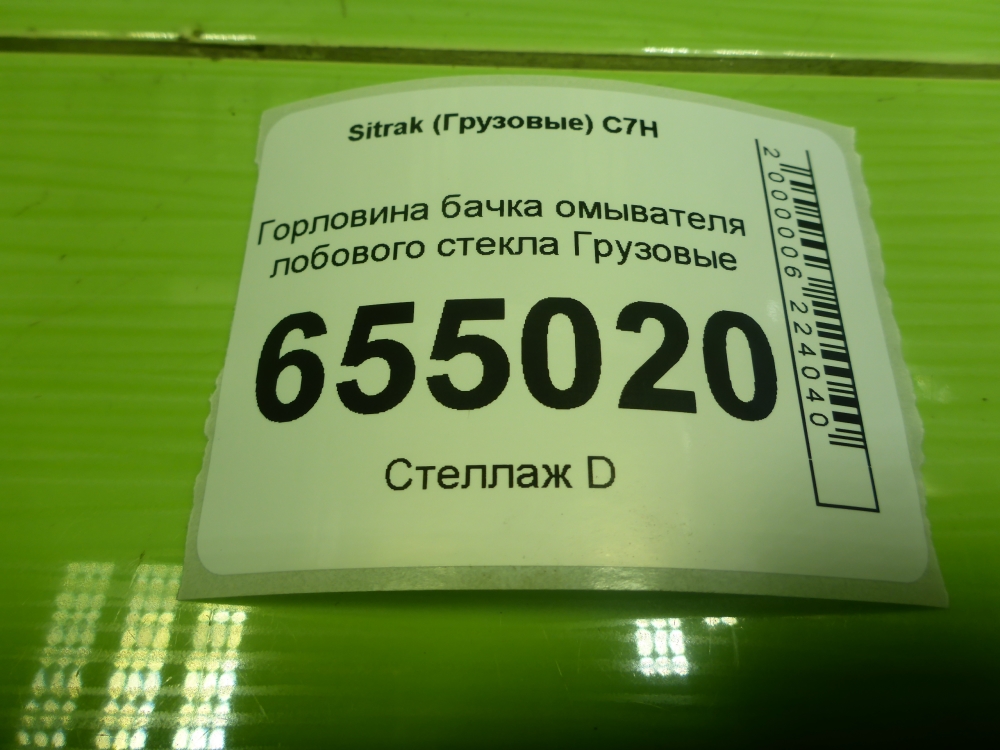 Sitrak (Грузовые) C7H
Горловина бачка омывателя
лобового стекла Грузовые
655020
Стеллаж D
2000006224040